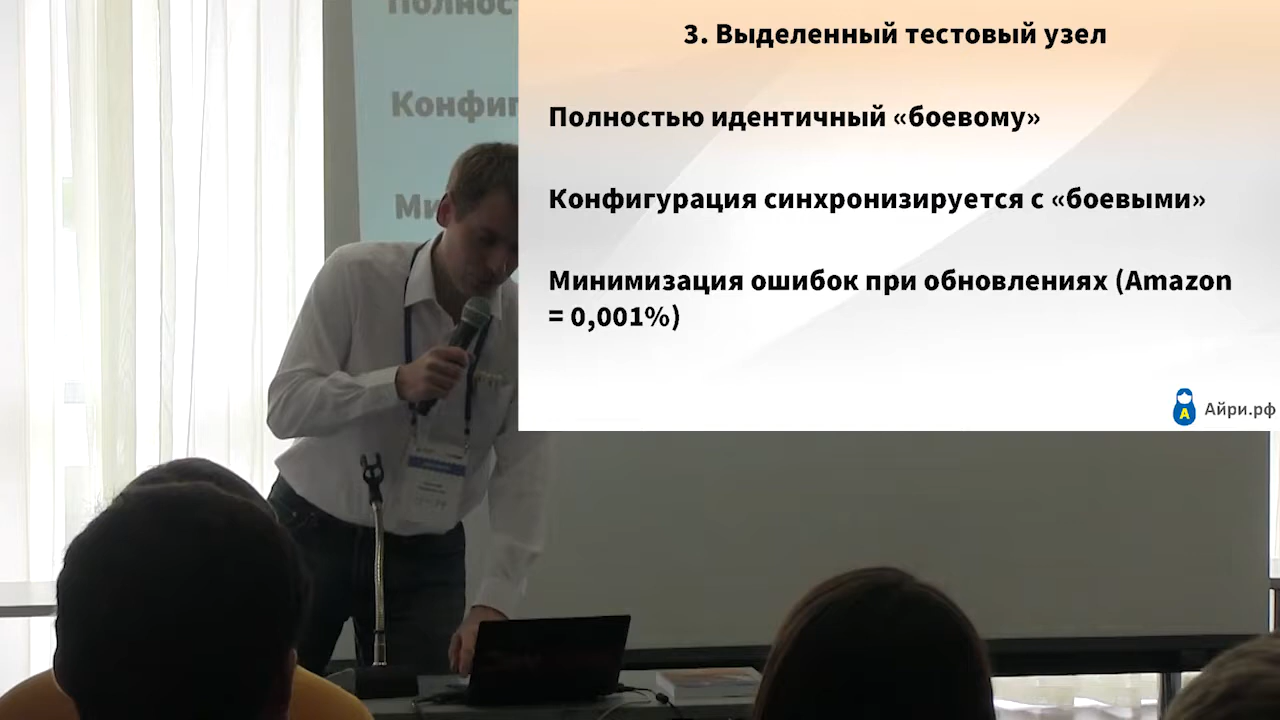 Полност
Конфиг
Ми
3. Выделенный тестовый узел
Полностью идентичный «боевому»
Конфигурация синхронизируется с «боевыми»
Минимизация ошибок при обновлениях (Amazon
= 0,001%)
А
Айри.рф